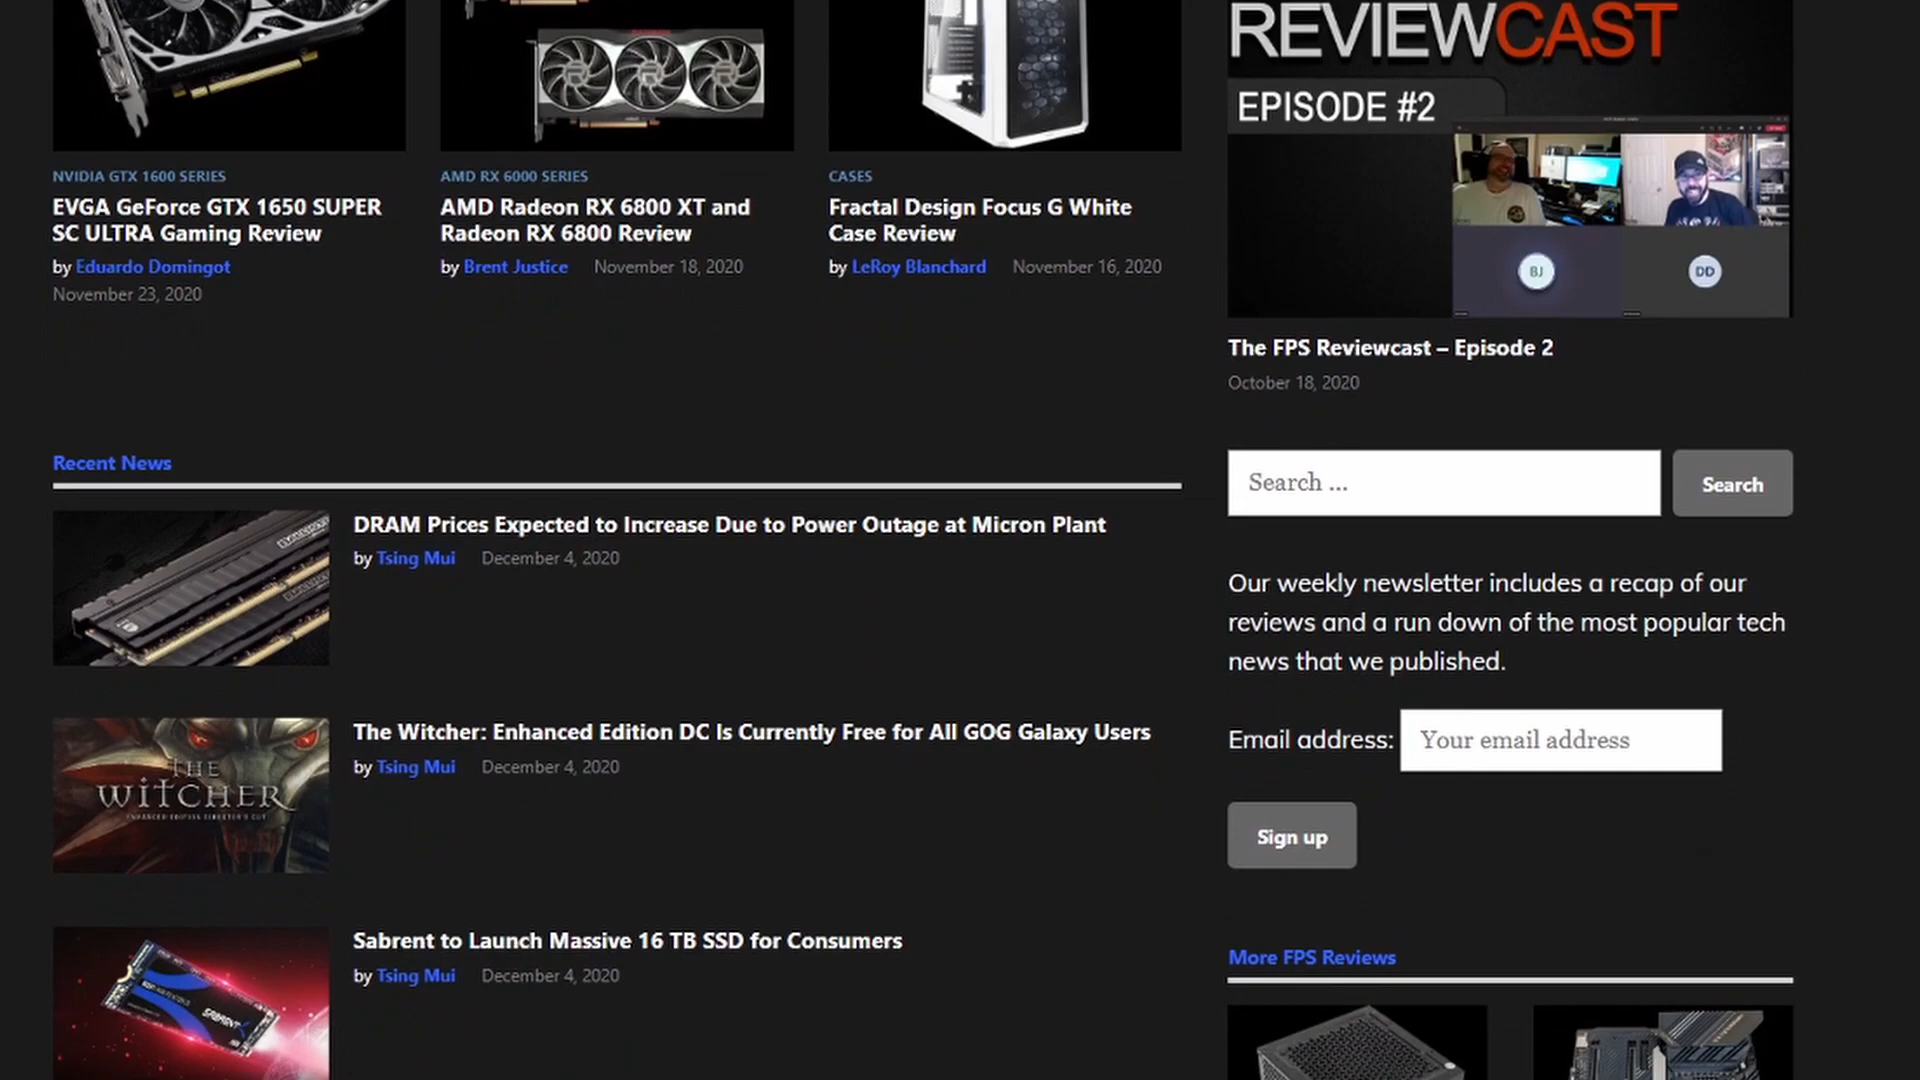 NVIDIA GTX 1600 SERIES
EVGA GeForce GTX 1650 SUPER
SC ULTRA Gaming Review
by Eduardo Domingot
November 23, 2020
AMD RX 6000 SERIES
AMD Radeon RX 6800 XT and
Radeon RX 6800 Review
by Brent Justice November 18, 2020
CASES
Fractal Design Focus G White
Case Review
by LeRoy Blanchard November 16, 2020
Recent News
DRAM Prices Expected to Increase Due to Power Outage at Micron Plant
by Tsing Mui December 4, 2020
THE
WITCHER
ENHANCED EDITION DIRECTOR'S CUT
The Witcher: Enhanced Edition DC Is Currently Free for All GOG Galaxy Users
by Tsing Mui December 4, 2020
SABRENT
Sabrent to Launch Massive 16 TB SSD for Consumers
by Tsing Mui December 4, 2020
REVIEWCAST
EPISODE #2
BJ
DD
The FPS Reviewcast – Episode 2
October 18, 2020
Search ...
Search
Our weekly newsletter includes a recap of our
reviews and a run down of the most popular tech
news that we published.
Email address: Your email address
Sign up
More FPS Reviews